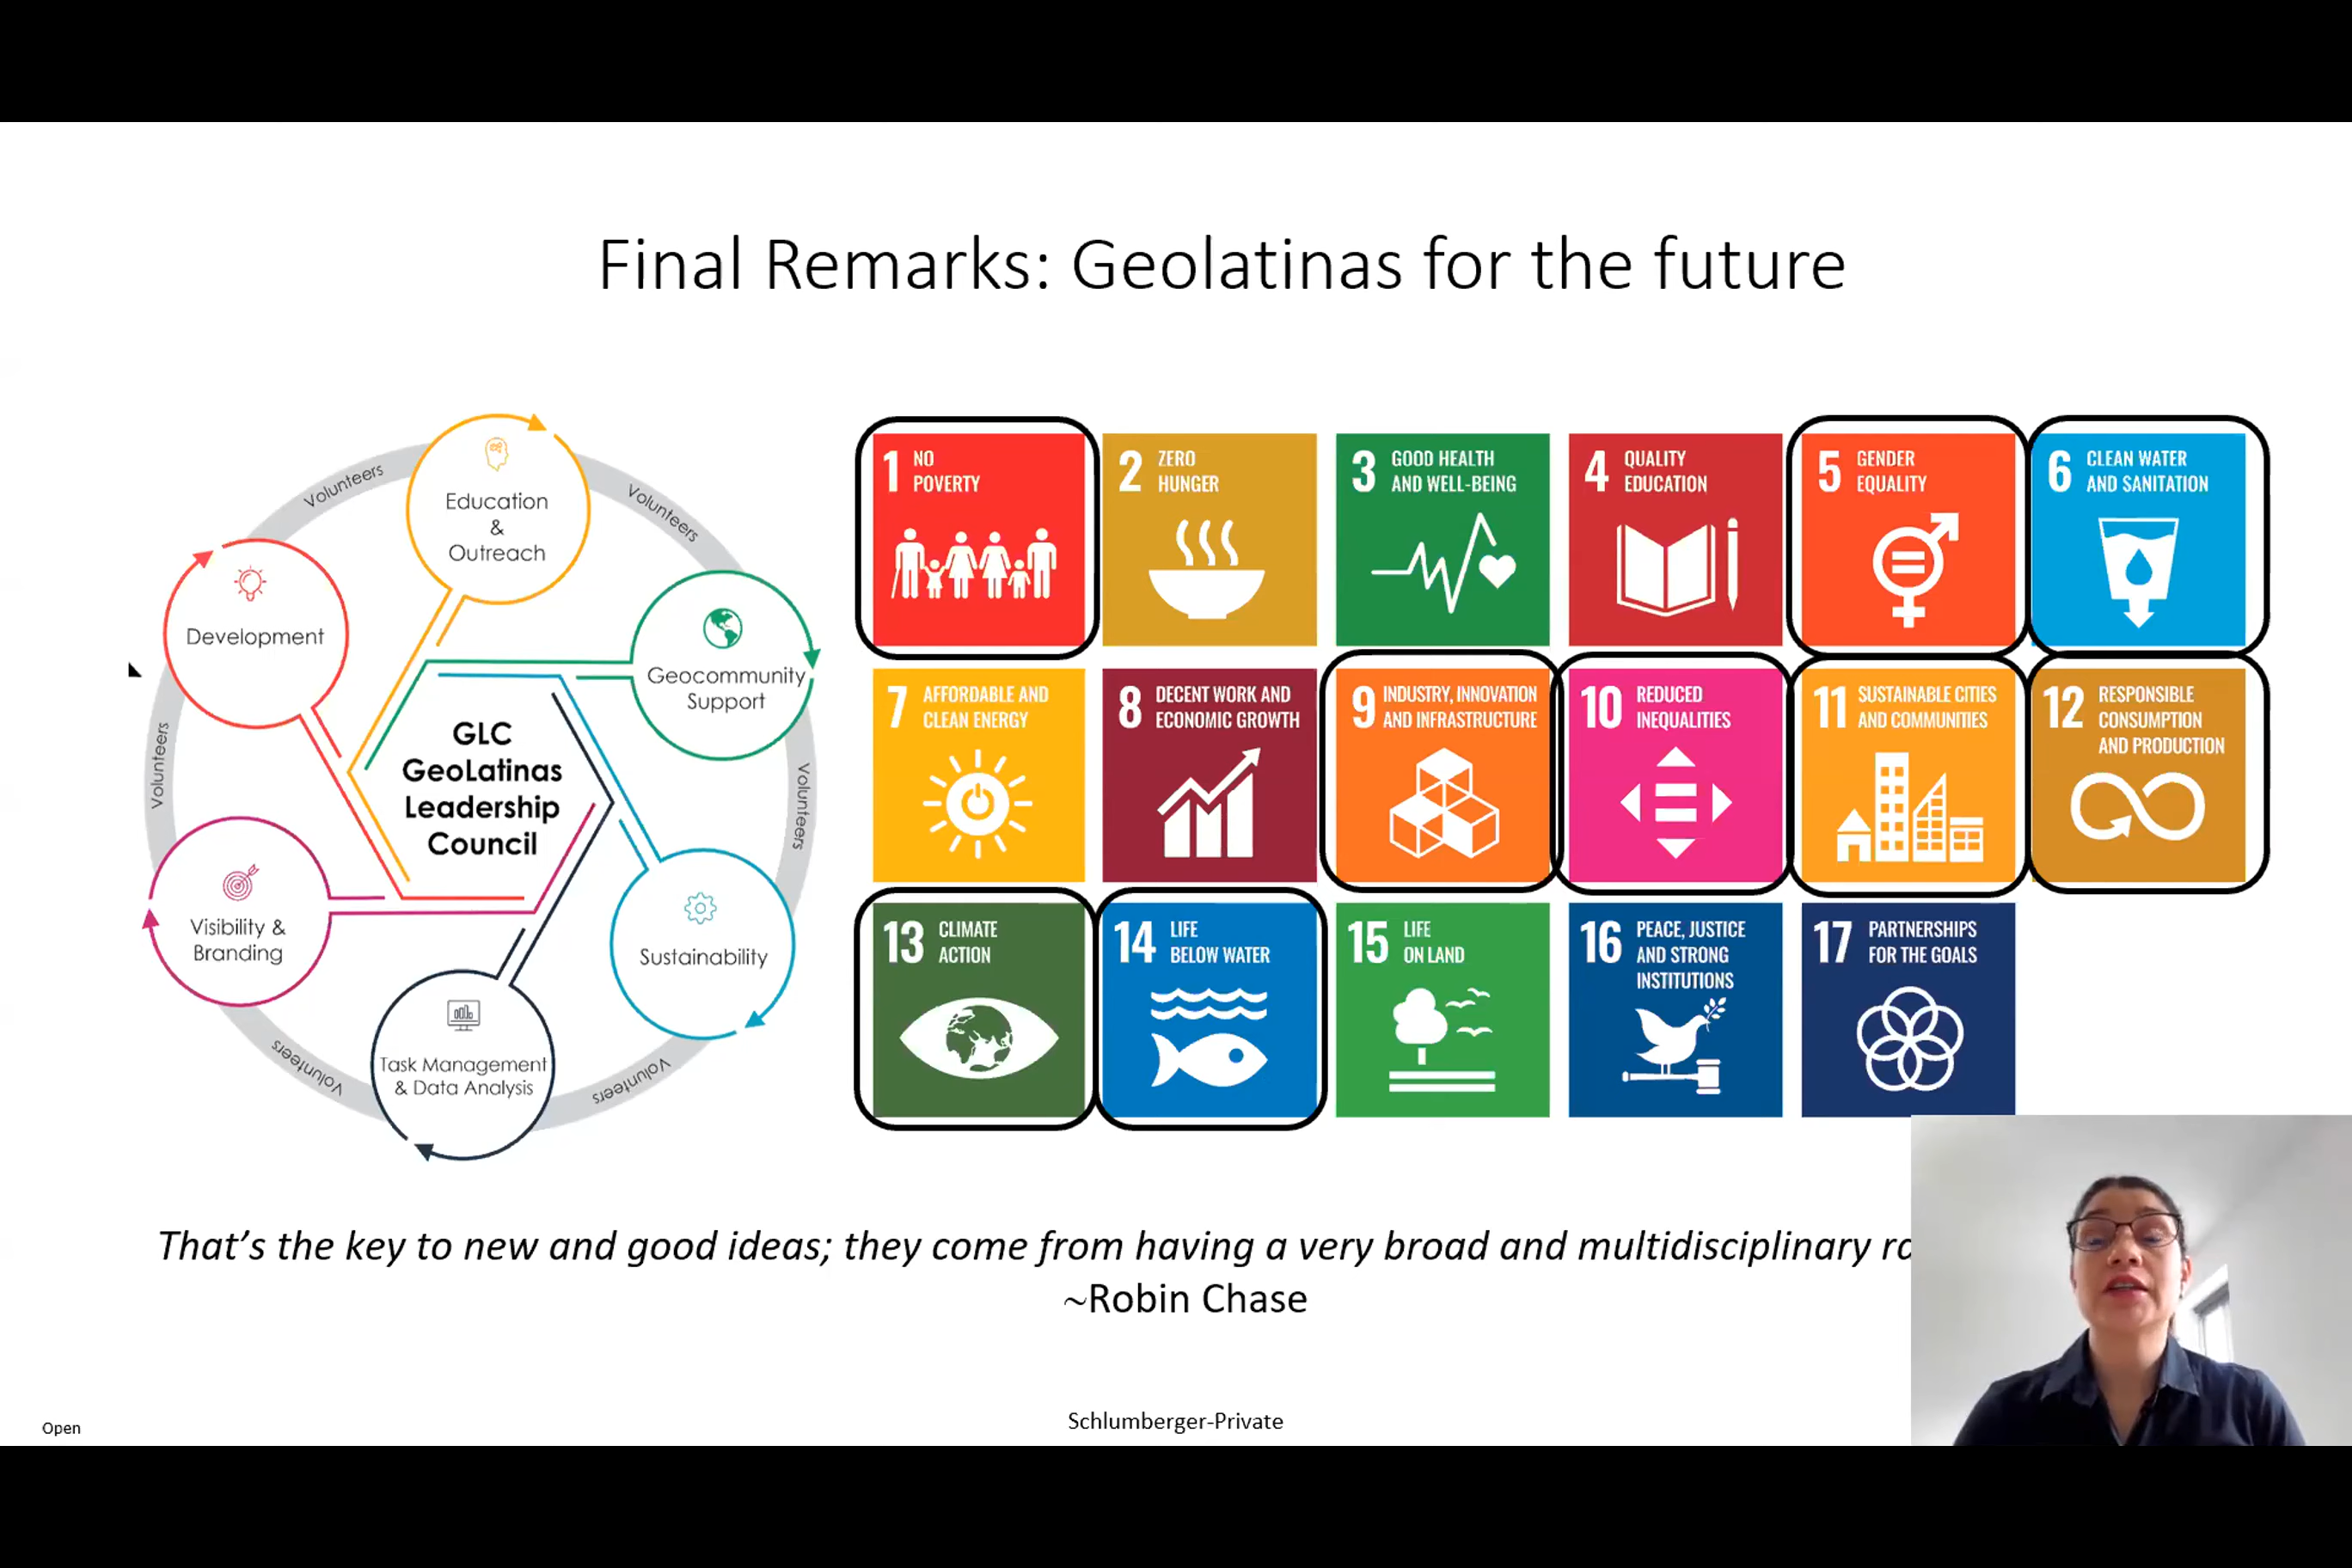 Final Remarks: Geolatinas for the future
Volunteers
Volunteers
Volunteers
Volunteers
Volunteers
Volunteers
Education
&
Outreach
Development
Geocommunity
Support
GLC
GeoLatinas
Leadership
Council
Visibility &
Branding
Sustainability
Task Management
& Data Analysis
1 NO
POVERTY
2 ZERO
HUNGER
3 GOOD HEALTH
AND WELL-BEING
4 QUALITY
EDUCATION
5 GENDER
EQUALITY
6 CLEAN WATER
AND SANITATION
7 AFFORDABLE AND
CLEAN ENERGY
8 DECENT WORK AND
ECONOMIC GROWTH
9 INDUSTRY, INNOVATION
AND INFRASTRUCTURE
10 REDUCED
INEQUALITIES
11 SUSTAINABLE CITIES
AND COMMUNITIES
12 RESPONSIBLE
CONSUMPTION
AND PRODUCTION
13 CLIMATE
ACTION
14 LIFE
BELOW WATER
15 LIFE
ON LAND
16 PEACE, JUSTICE
AND STRONG
INSTITUTIONS
17 PARTNERSHIPS
FOR THE GOALS
That's the key to new and good ideas; they come from having a very broad and multidisciplinary
~Robin Chase
Schlumberger-Private
Open